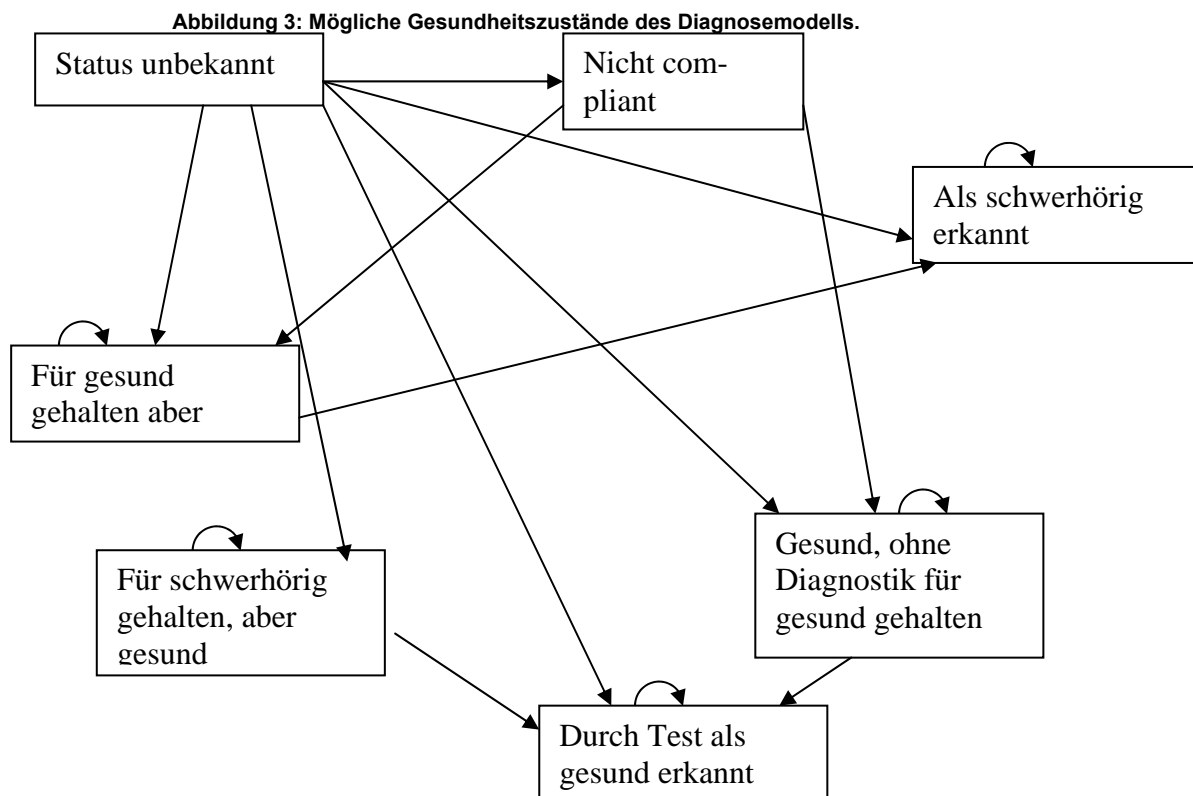 Abbildung 3: Mögliche Gesundheitszustände des Diagnosemodells.
Status unbekannt
Nicht com-
pliant
Als schwerhörig
erkannt
Für gesund
gehalten aber
Gesund, ohne
Diagnostik für
gesund gehalten
Für schwerhörig
gehalten, aber
gesund
Durch Test als
gesund erkannt